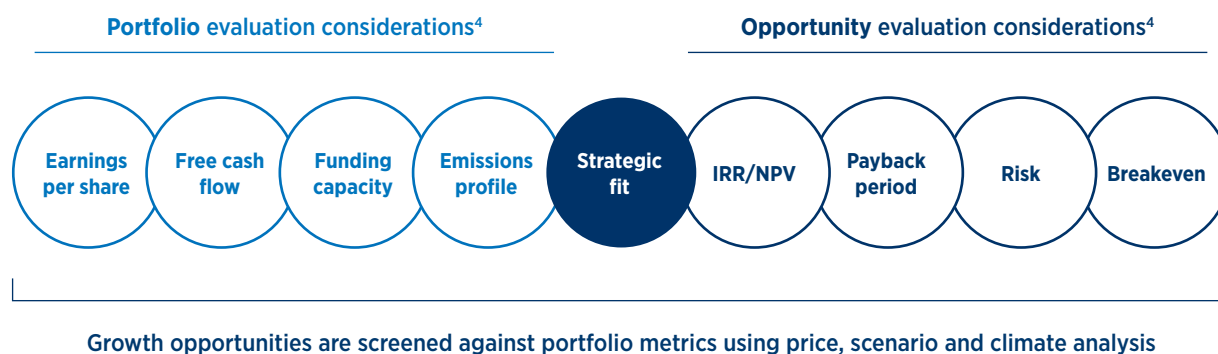 Portfolio evaluation considerations⁴
Opportunity evaluation considerations⁴
Earnings
per share
Free cash
flow
Funding
capacity
Emissions
profile
Strategic
fit
IRR/NPV
Payback
period
Risk
Breakeven
Growth opportunities are screened against portfolio metrics using price, scenario and climate analysis